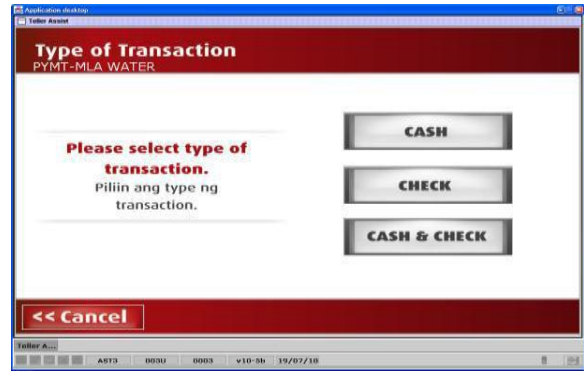 Application desktop
Teller Assist
Type of Transaction
PYMT-MLA WATER
Please select type of
transaction.
Piliin ang type ng
transaction.
CASH
CHECK
CASH & CHECK
<< Cancel
Teller A...
AST3 003U 0003 v10-5b 19/07/10